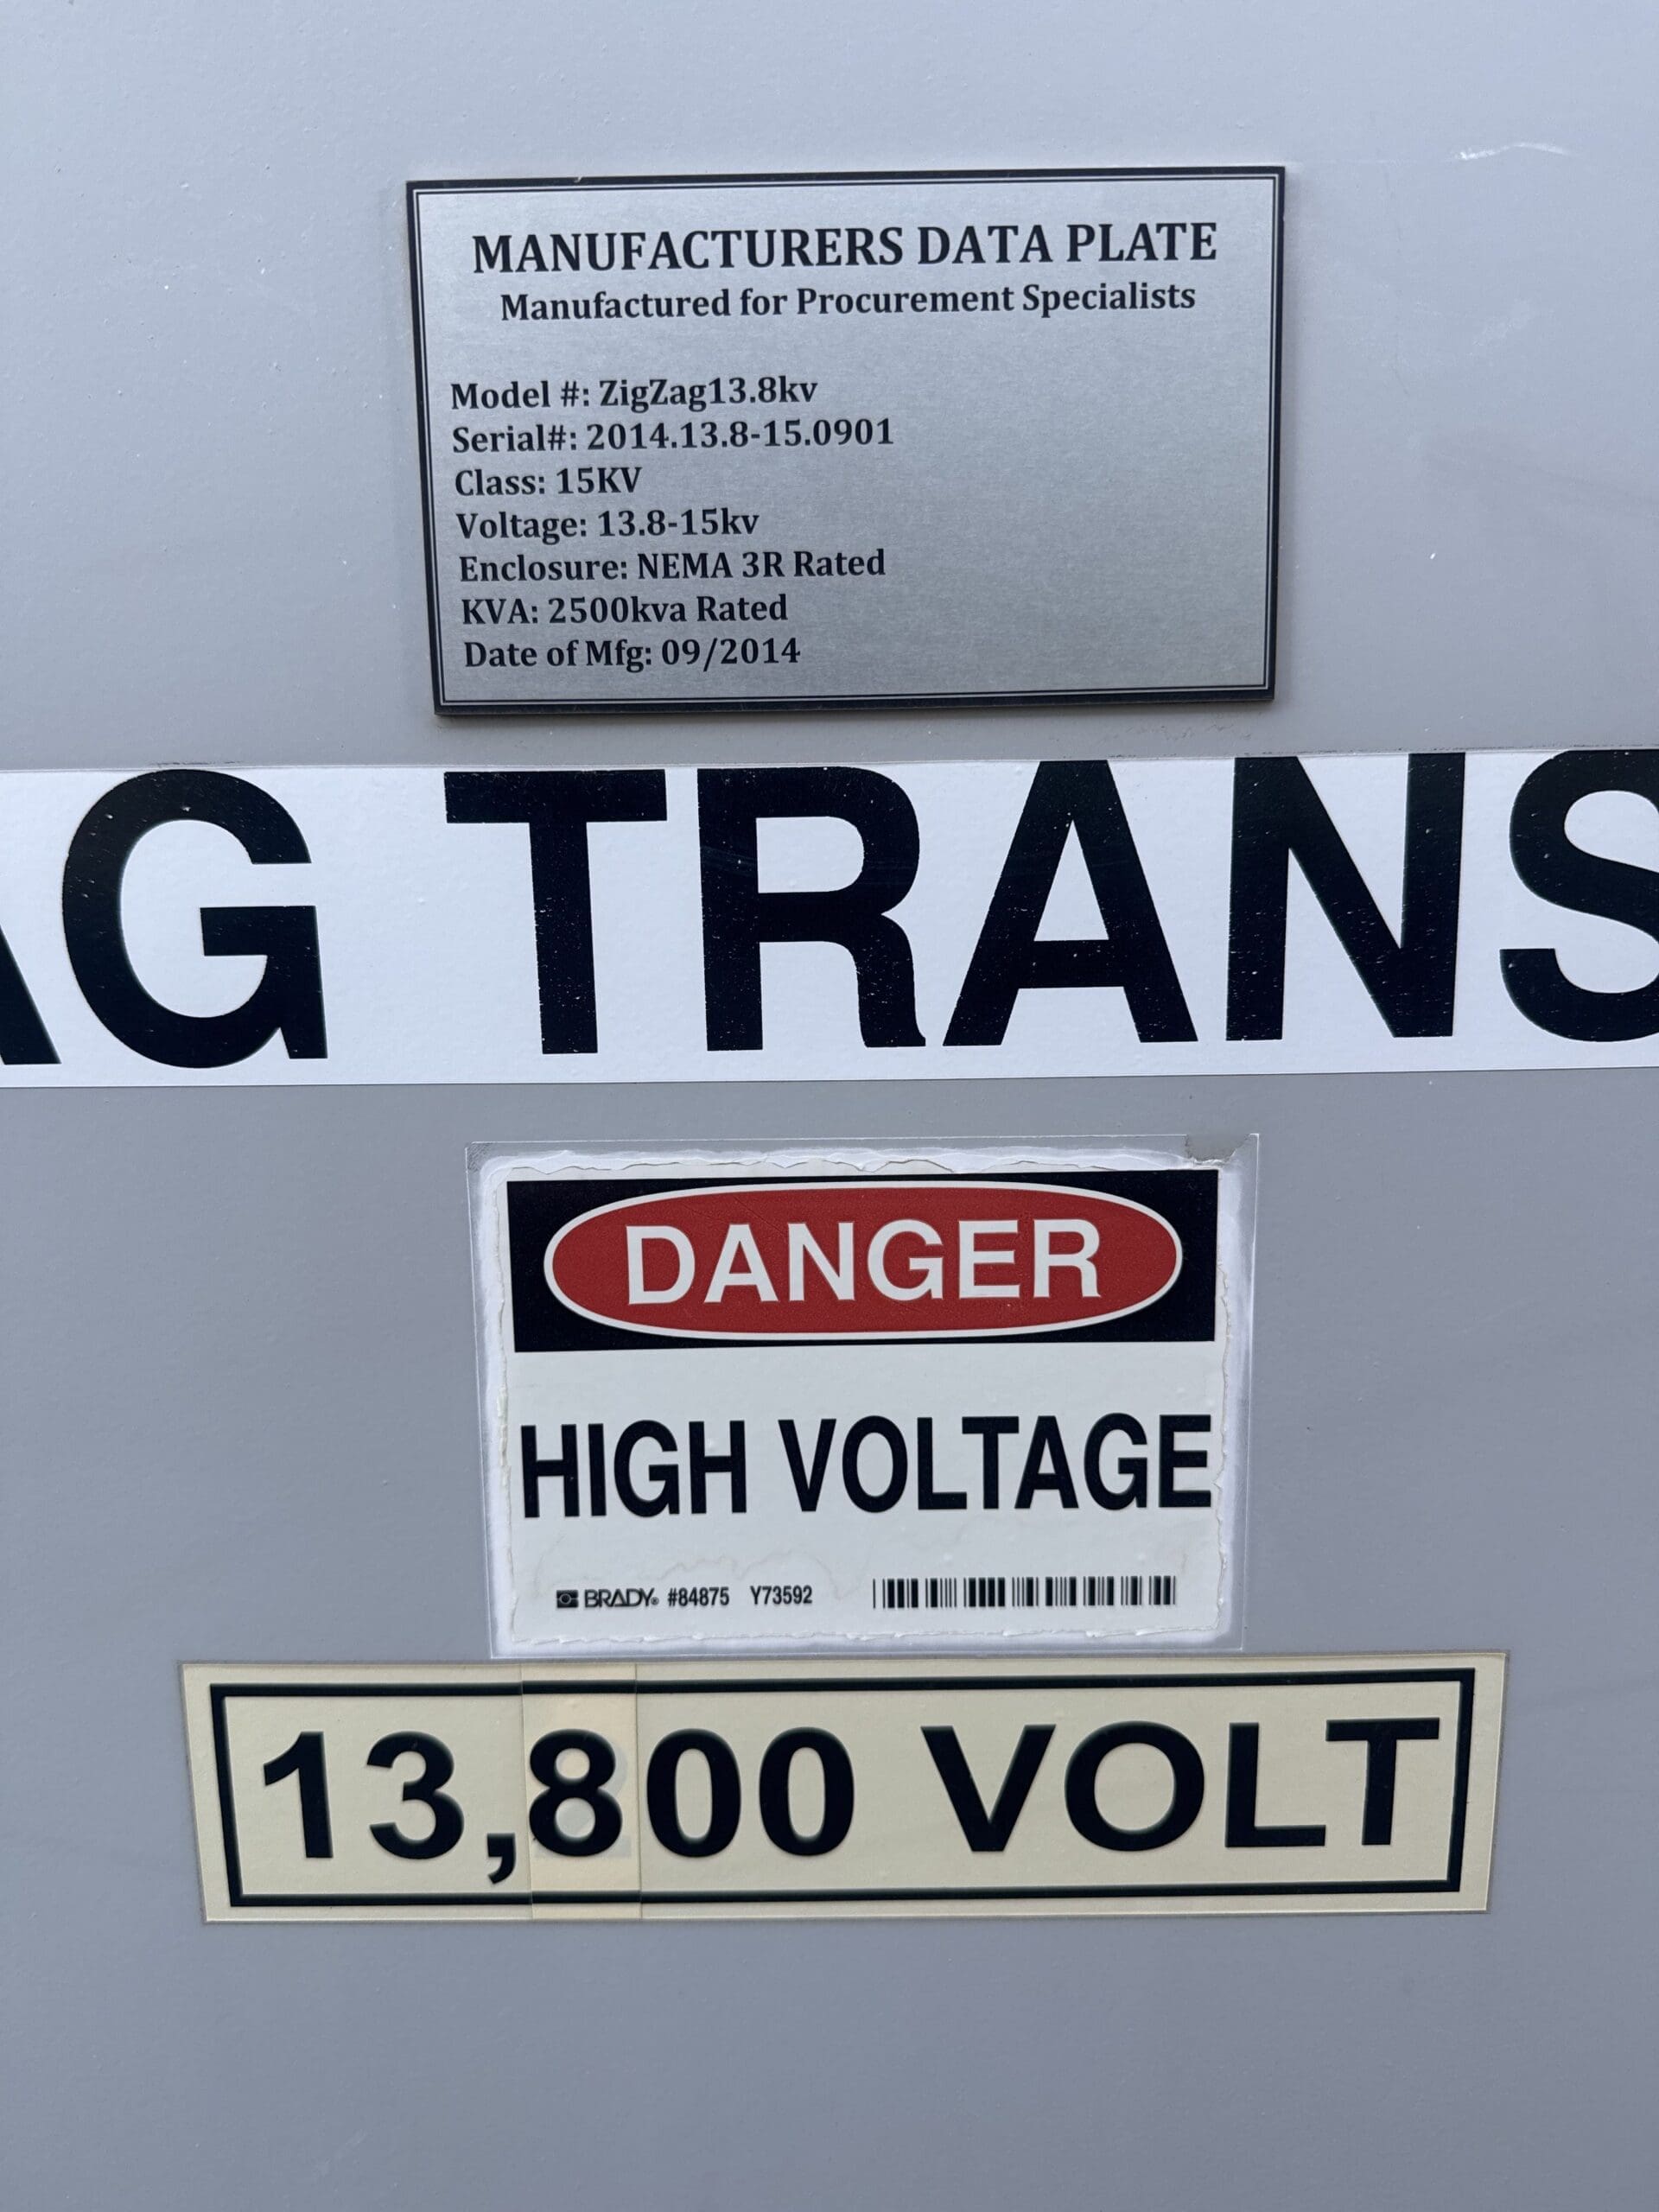 MANUFACTURERS DATA PLATE
Manufactured for Procurement Specialists
Model #: ZigZag13.8kv
Serial#: 2014.13.8-15.0901
Class: 15KV
Voltage: 13.8-15kv
Enclosure: NEMA 3R Rated
KVA: 2500kva Rated
Date of Mfg: 09/2014
AG TRANS
DANGER
HIGH VOLTAGE
BRADY® #84875 Y73592
13,800 VOLT